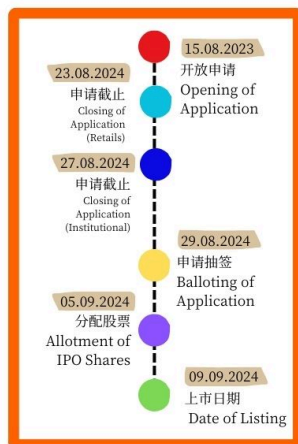 15.08.2023
开放申请
Opening of
Application
23.08.2024
申请截止
Closing of
Application
(Retails)
27.08.2024
申请截止
Closing of
Application
(Institutional)
29.08.2024
申请抽签
Balloting of
Application
05.09.2024
分配股票
Allotment of
IPO Shares
09.09.2024
上市日期
Date of Listing